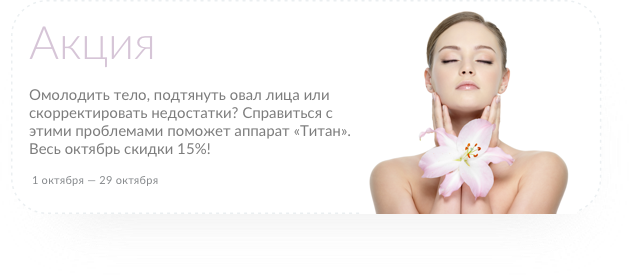 Акция
Омолодить тело, подтянуть овал лица или
скорректировать недостатки? Справиться с
этими проблемами поможет аппарат «Титан».
Весь октябрь скидки 15%!
1 октября — 29 октября